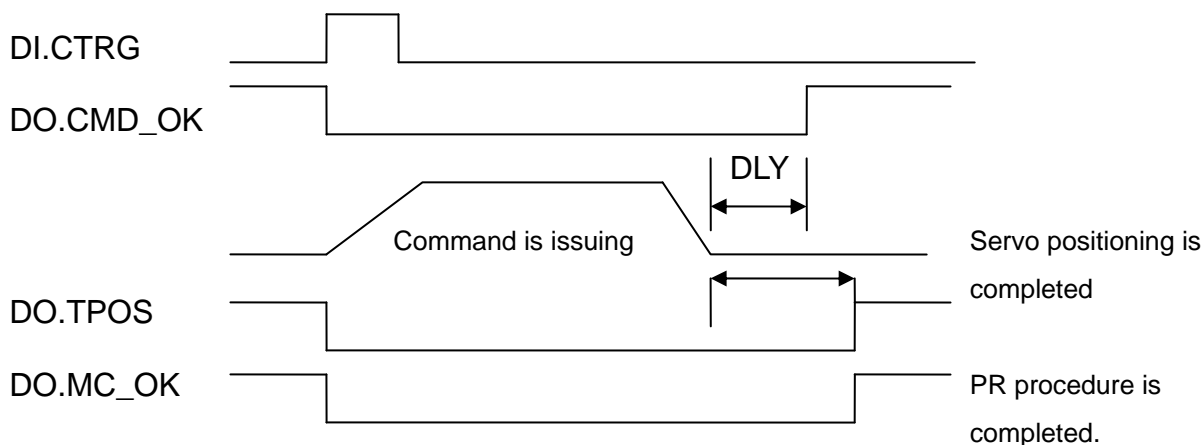 DI.CTRG
DO.CMD_OK
DLY
Command is issuing
Servo positioning is
completed
DO.TPOS
DO.MC_OK
PR procedure is
completed.